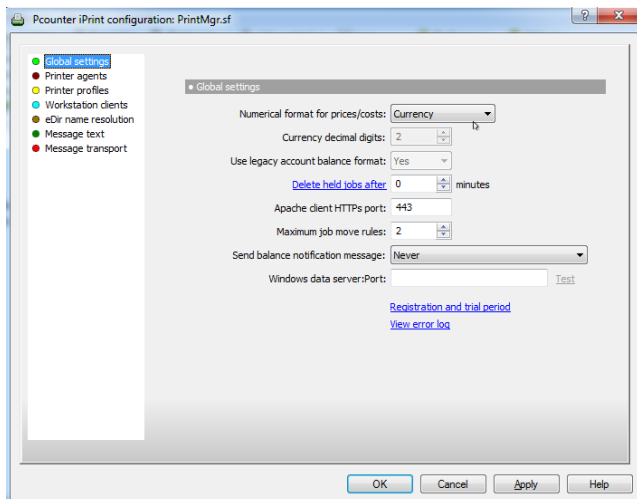 Pcounter iPrint configuration: PrintMgr.sf
Global settings
Printer agents
Printer profiles
Workstation clients
eDir name resolution
Message text
Message transport
Global settings
Numerical format for prices/costs: Currency
Currency decimal digits: 2
Use legacy account balance format: Yes
Delete held jobs after 0 minutes
Apache client HTTPs port: 443
Maximum job move rules: 2
Send balance notification message: Never
Windows data server:Port: Test
Registration and trial period
View error log
OK Cancel Apply Help